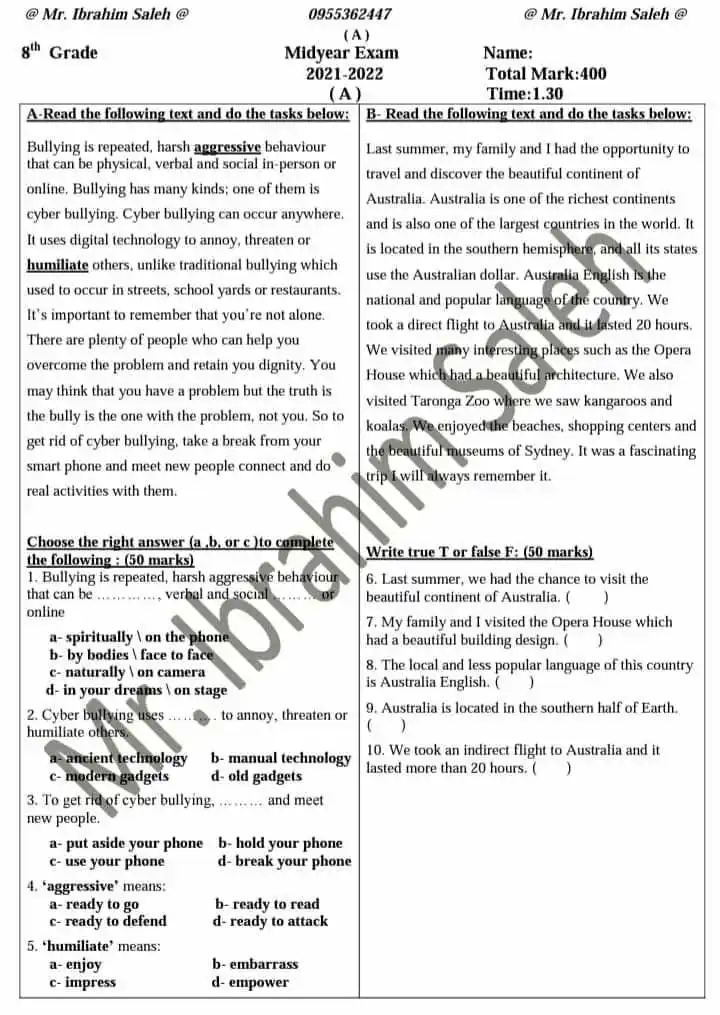 @ Mr. Ibrahim Saleh @ 0955362447 @ Mr. Ibrahim Saleh @
( A )
8th Grade Midyear Exam Name:
2021-2022 Total Mark:400
( A ) Time:1.30
A-Read the following text and do the tasks below:
Bullying is repeated, harsh aggressive behaviour
that can be physical, verbal and social in-person or
online. Bullying has many kinds; one of them is
cyber bullying. Cyber bullying can occur anywhere.
It uses digital technology to annoy, threaten or
humiliate others, unlike traditional bullying which
used to occur in streets, school yards or restaurants.
It's important to remember that you're not alone.
There are plenty of people who can help you
overcome the problem and retain you dignity. You
may think that you have a problem but the truth is
the bully is the one with the problem, not you. So to
get rid of cyber bullying, take a break from your
smart phone and meet new people connect and do
real activities with them.
Choose the right answer (a ,b, or c )to complete
the following : (50 marks)
1. Bullying is repeated, harsh aggressive behaviour
that can be …………, verbal and social ……… or
online
a- spiritually \ on the phone
b- by bodies \ face to face
c- naturally \ on camera
d- in your dreams \ on stage
2. Cyber bullying uses ………. to annoy, threaten or
humiliate others.
a- ancient technology b- manual technology
c- modern gadgets d- old gadgets
3. To get rid of cyber bullying, ……… and meet
new people.
a- put aside your phone b- hold your phone
c- use your phone d- break your phone
4. ‘aggressive’ means:
a- ready to go b- ready to read
c- ready to defend d- ready to attack
5. ‘humiliate’ means:
a- enjoy b- embarrass
c- impress d- empower
B- Read the following text and do the tasks below:
Last summer, my family and I had the opportunity to
travel and discover the beautiful continent of
Australia. Australia is one of the richest continents
and is also one of the largest countries in the world. It
is located in the southern hemisphere, and all its states
use the Australian dollar. Australia English is the
national and popular language of the country. We
took a direct flight to Australia and it lasted 20 hours.
We visited many interesting places such as the Opera
House which had a beautiful architecture. We also
visited Taronga Zoo where we saw kangaroos and
koalas. We enjoyed the beaches, shopping centers and
the beautiful museums of Sydney. It was a fascinating
trip I will always remember it.
Write true T or false F: (50 marks)
6. Last summer, we had the chance to visit the
beautiful continent of Australia. ( )
7. My family and I visited the Opera House which
had a beautiful building design. ( )
8. The local and less popular language of this country
is Australia English. ( )
9. Australia is located in the southern half of Earth.
( )
10. We took an indirect flight to Australia and it
lasted more than 20 hours. ( )
Mr. Ibrahim Saleh